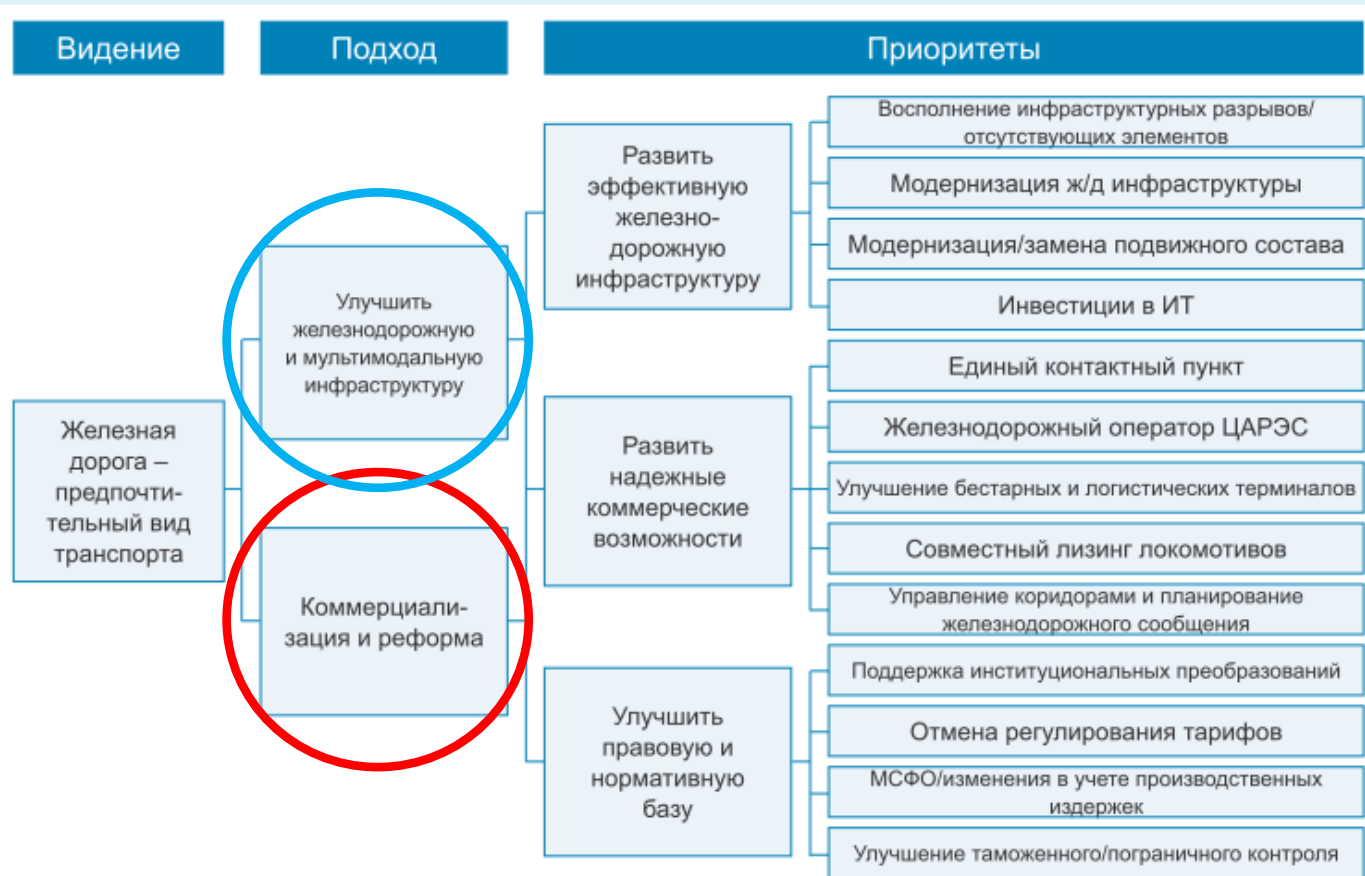 Видение
Подход
Приоритеты
Железная
дорога –
предпочти-
тельный вид
транспорта
Улучшить
железнодорожную
и мультимодальную
инфраструктуру
Коммерциали-
зация и реформа
Развить
эффективную
железно-
дорожную
инфраструктуру
Восполнение инфраструктурных разрывов/
отсутствующих элементов
Модернизация ж/д инфраструктуры
Модернизация/замена подвижного состава
Инвестиции в ИТ
Развить
надежные
коммерческие
возможности
Единый контактный пункт
Железнодорожный оператор ЦАРЭС
Улучшение бестарных и логистических терминалов
Совместный лизинг локомотивов
Управление коридорами и планирование
железнодорожного сообщения
Улучшить
правовую и
нормативную
базу
Поддержка институциональных преобразований
Отмена регулирования тарифов
МСФО/изменения в учете производственных
издержек
Улучшение таможенного/пограничного контроля